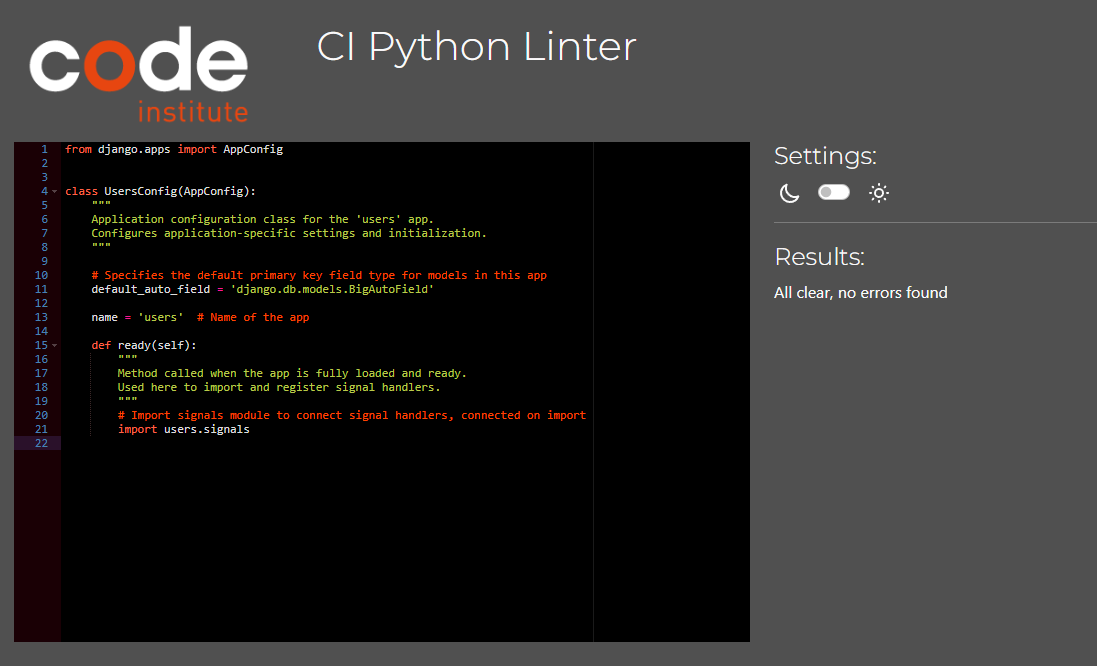 code
institute
CI Python Linter
1 from django.apps import AppConfig
2
3
4 class UsersConfig(AppConfig):
5     """
6     Application configuration class for the 'users' app.
7     Configures application-specific settings and initialization.
8     """
9
10     # Specifies the default primary key field type for models in this app
11     default_auto_field = 'django.db.models.BigAutoField'
12
13     name = 'users'  # Name of the app
14
15     def ready(self):
16         """
17         Method called when the app is fully loaded and ready.
18         Used here to import and register signal handlers.
19         """
20         # Import signals module to connect signal handlers, connected on import
21         import users.signals
22
Settings:
Results:
All clear, no errors found